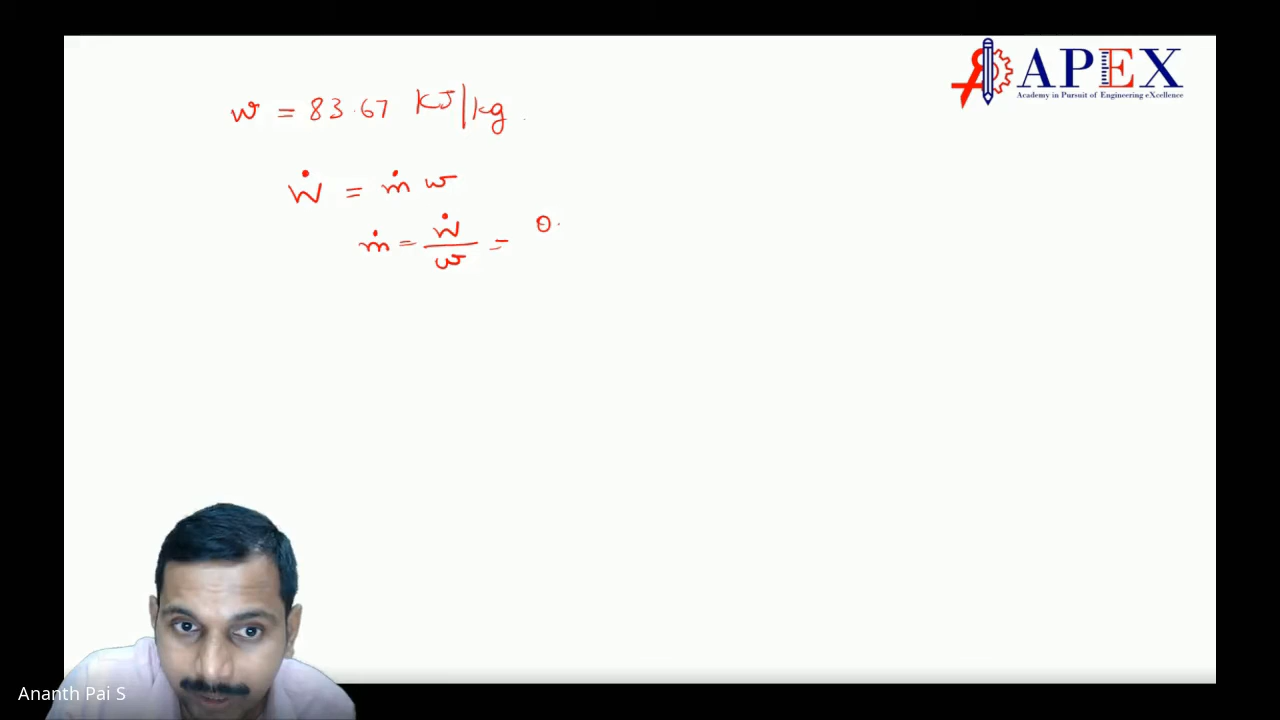 APEX
Academy in Pursuit of Engineering eXcellence
w = 83.67 KJ/kg.
Ẇ = ṁ w
ṁ = Ẇ/w = 0.
Ananth Pai S